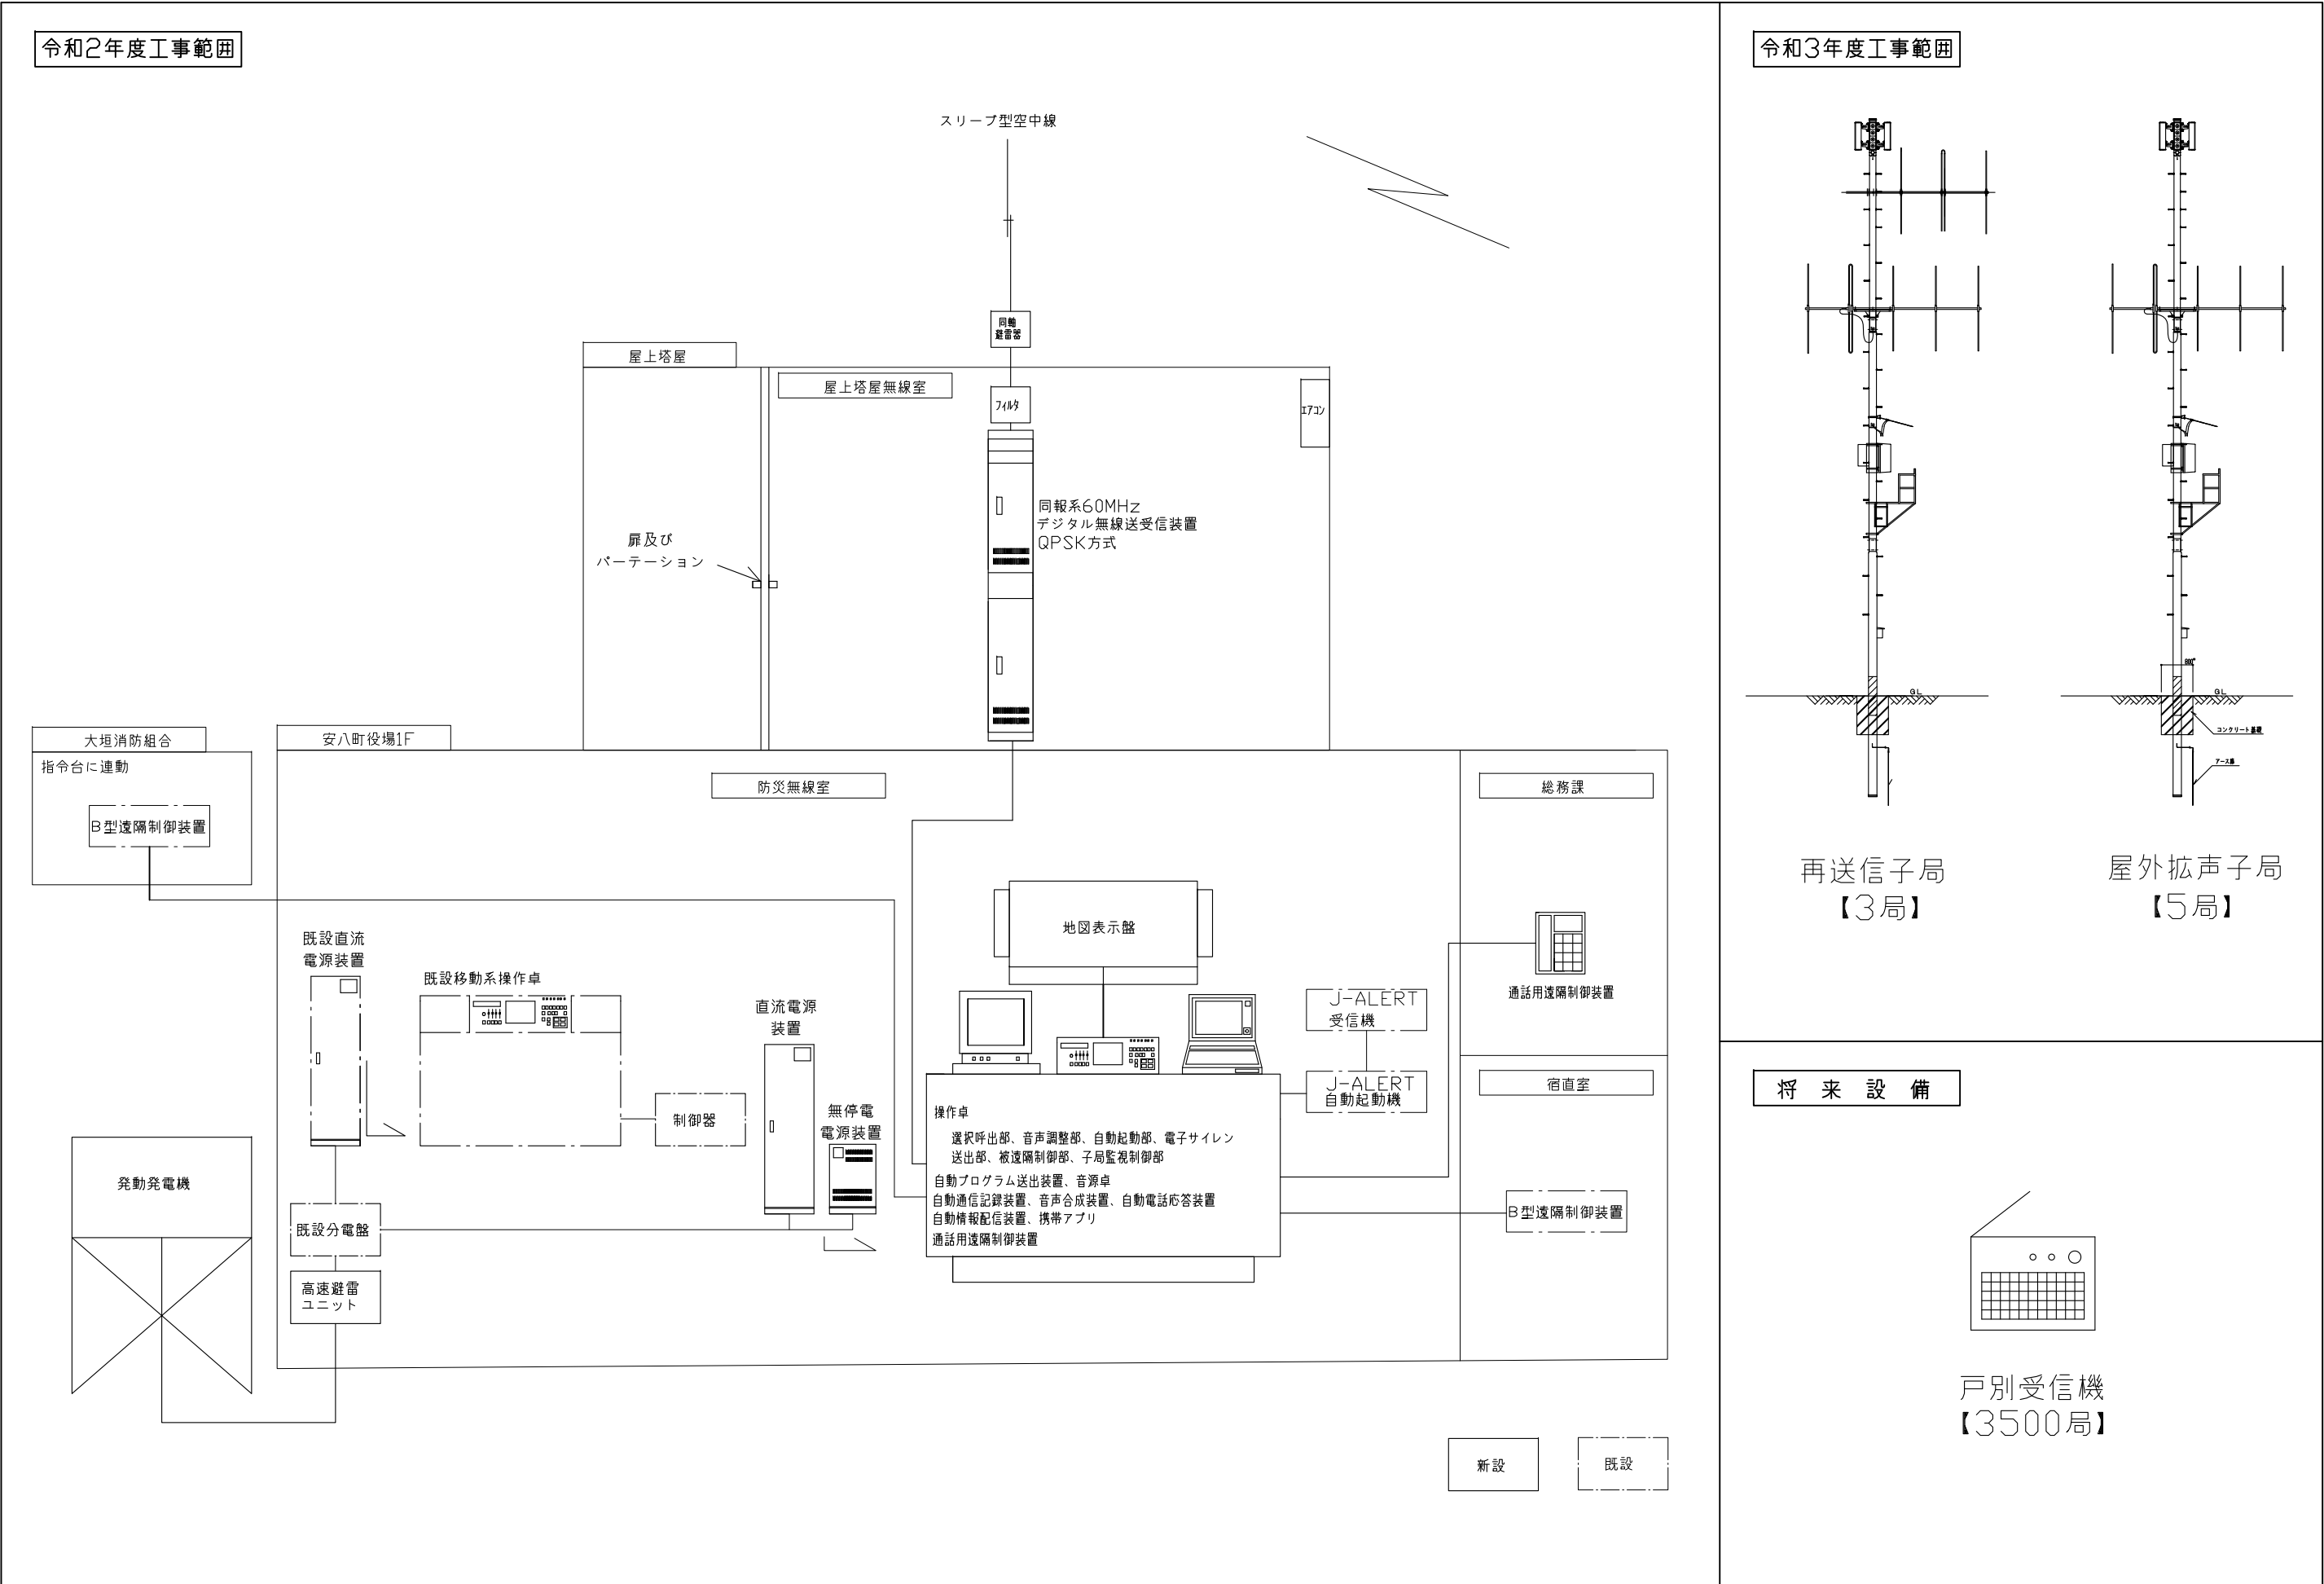 令和2年度工事範囲
スリーブ型空中線
同軸
避雷器
屋上塔屋
屋上塔屋無線室
フィルタ
エアコン
同報系60MHz
デジタル無線送受信装置
QPSK方式
扉及び
パーテーション
大垣消防組合
指令台に連動
B型遠隔制御装置
安八町役場1F
防災無線室
総務課
地図表示盤
既設直流
電源装置
既設移動系操作卓
直流電源
装置
通話用遠隔制御装置
J-ALERT
受信機
J-ALERT
自動起動機
宿直室
制御器
無停電
電源装置
操作卓
選択呼出部、音声調整部、自動起動部、電子サイレン
送出部、被遠隔制御部、子局監視制御部
自動プログラム送出装置、音源卓
自動通信記録装置、音声合成装置、自動電話応答装置
自動情報配信装置、携帯アプリ
通話用遠隔制御装置
発動発電機
既設分電盤
高速避雷
ユニット
B型遠隔制御装置
新設
既設
令和3年度工事範囲
GL
800
GL
コンクリート基礎
アース棒
再送信子局
【3局】
屋外拡声子局
【5局】
将来設備
戸別受信機
【3500局】